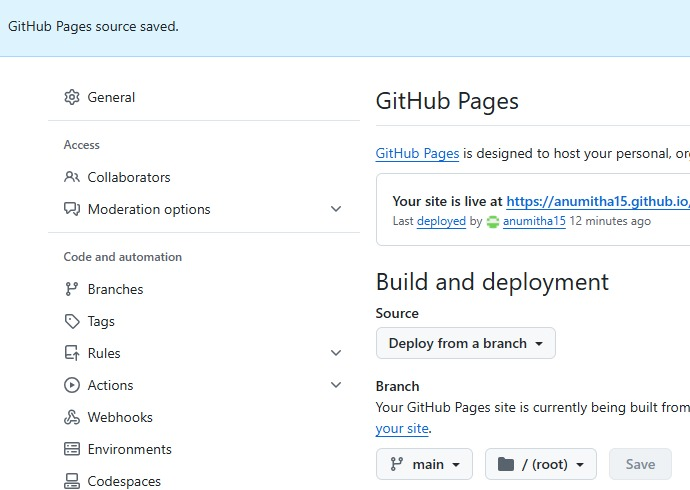 GitHub Pages source saved.
General
Access
Collaborators
Moderation options
Code and automation
Branches
Tags
Rules
Actions
Webhooks
Environments
Codespaces
GitHub Pages
GitHub Pages is designed to host your personal, or
Your site is live at https://anumitha15.github.io/
Last deployed by anumitha15 12 minutes ago
Build and deployment
Source
Deploy from a branch
Branch
Your GitHub Pages site is currently being built from
your site.
main / (root) Save